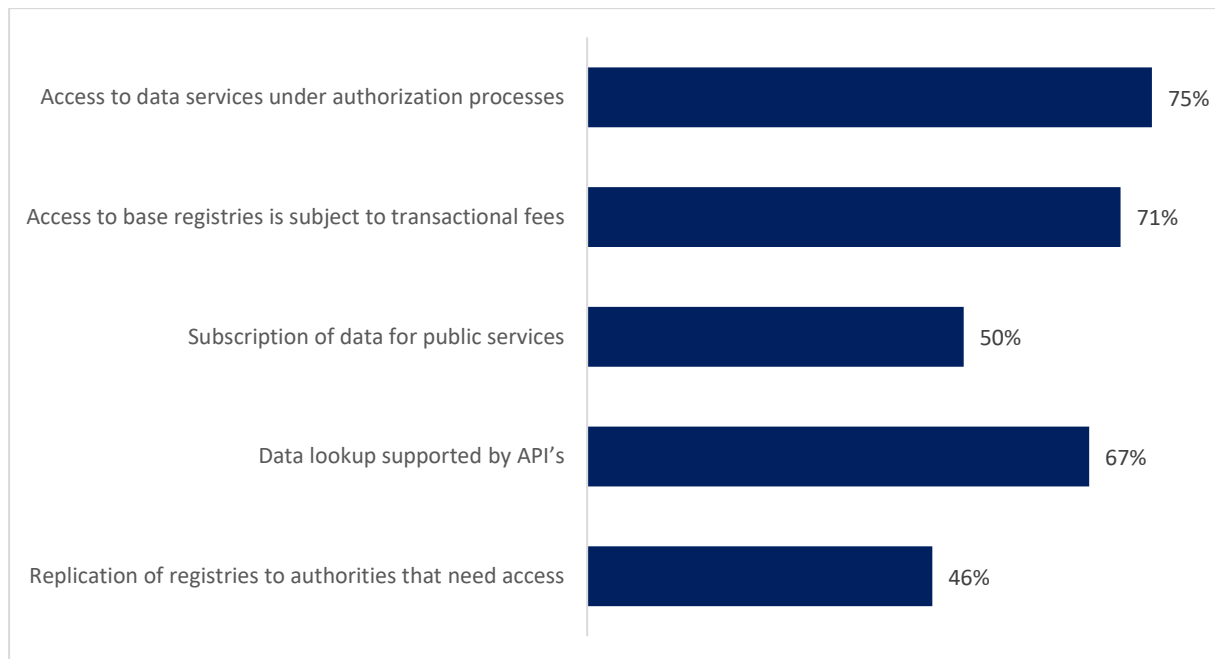 Access to data services under authorization processes
75%
Access to base registries is subject to transactional fees
71%
Subscription of data for public services
50%
Data lookup supported by API’s
67%
Replication of registries to authorities that need access
46%